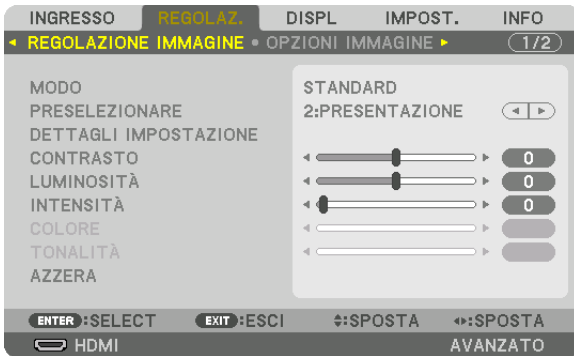 INGRESSO REGOLAZ. DISPL IMPOST. INFO
REGOLAZIONE IMMAGINE OPZIONI IMMAGINE 1/2
MODO STANDARD
PRESELEZIONARE 2:PRESENTAZIONE
DETTAGLI IMPOSTAZIONE
CONTRASTO 0
LUMINOSITÀ 0
INTENSITÀ 0
COLORE
TONALITÀ
AZZERA
ENTER :SELECT EXIT :ESCI :SPOSTA :SPOSTA
HDMI AVANZATO